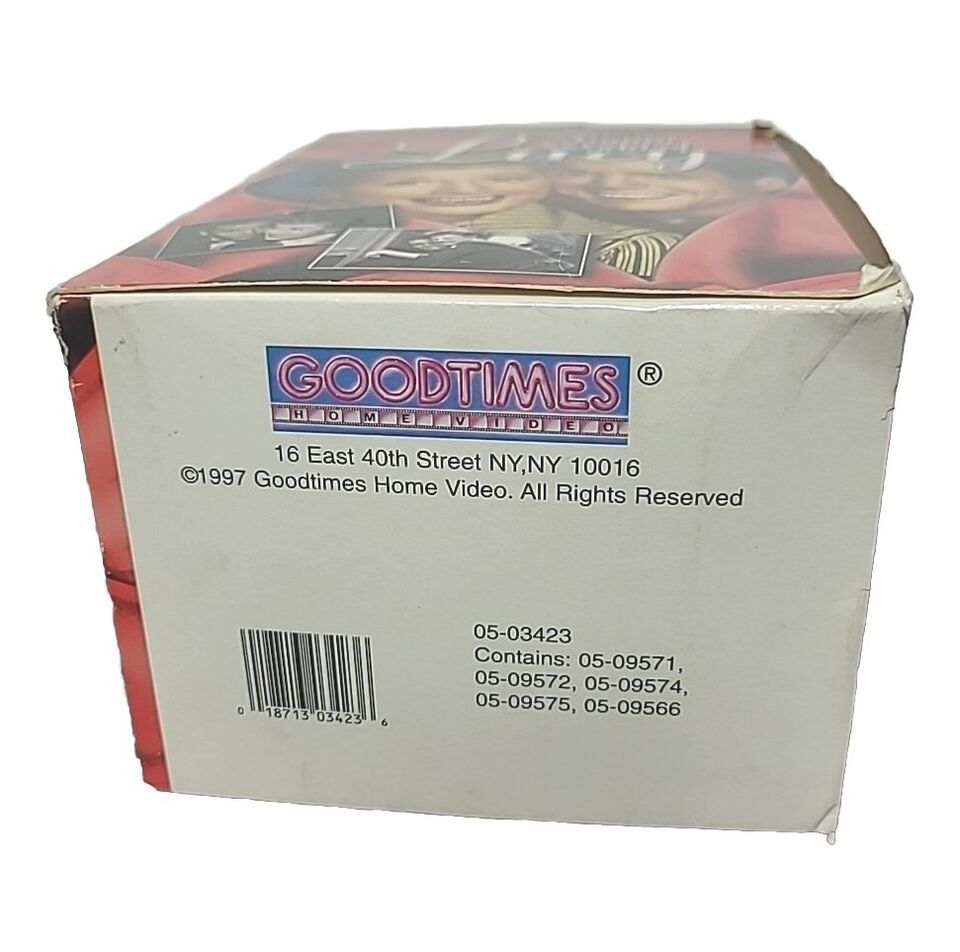 GOODTIMES ®
HOME VIDEO
16 East 40th Street NY,NY 10016
©1997 Goodtimes Home Video. All Rights Reserved
05-03423
Contains: 05-09571,
05-09572, 05-09574,
05-09575, 05-09566
0 18713 03423 6